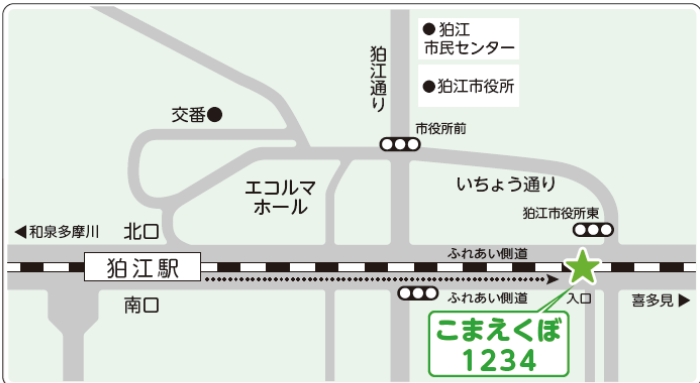 ●狛江
市民センター
●狛江市役所
狛江通り
交番●
市役所前
エコルマ
ホール
いちょう通り
狛江市役所東
◀和泉多摩川
北口
ふれあい側道
狛江駅
南口
ふれあい側道
入口
喜多見▶
こまえくぼ
1234